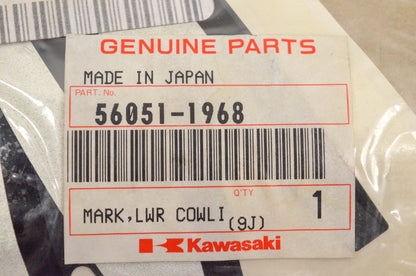 GENUINE PARTS
MADE IN JAPAN
PART. No.
56051-1968
Q'TY
MARK,LWR COWLI (9J) 1
Kawasaki